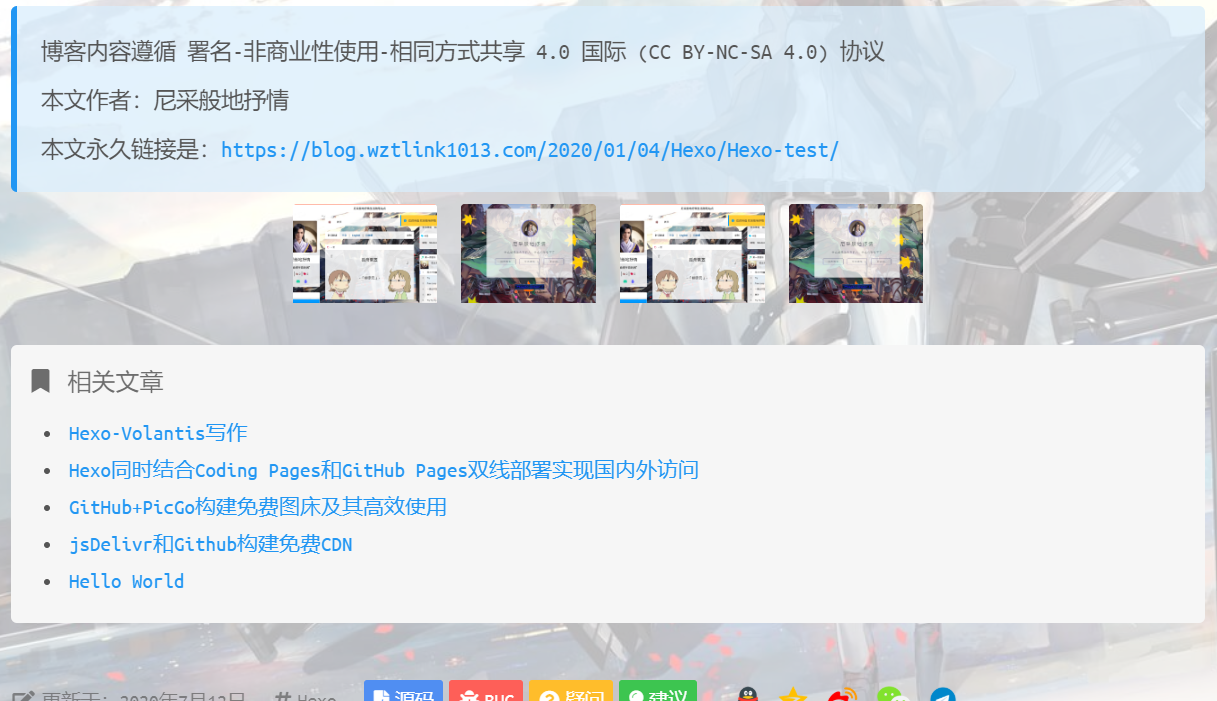 博客内容遵循 署名-非商业性使用-相同方式共享 4.0 国际 (CC BY-NC-SA 4.0) 协议
本文作者：尼采般地抒情
本文永久链接是：https://blog.wztlink1013.com/2020/01/04/Hexo/Hexo-test/
相关文章
Hexo-Volantis写作
Hexo同时结合Coding Pages和GitHub Pages双线部署实现国内外访问
GitHub+PicGo构建免费图床及其高效使用
jsDelivr和Github构建免费CDN
Hello World
更新于：2020年7月12日 # Hexo 源码 BUG 疑问 建议